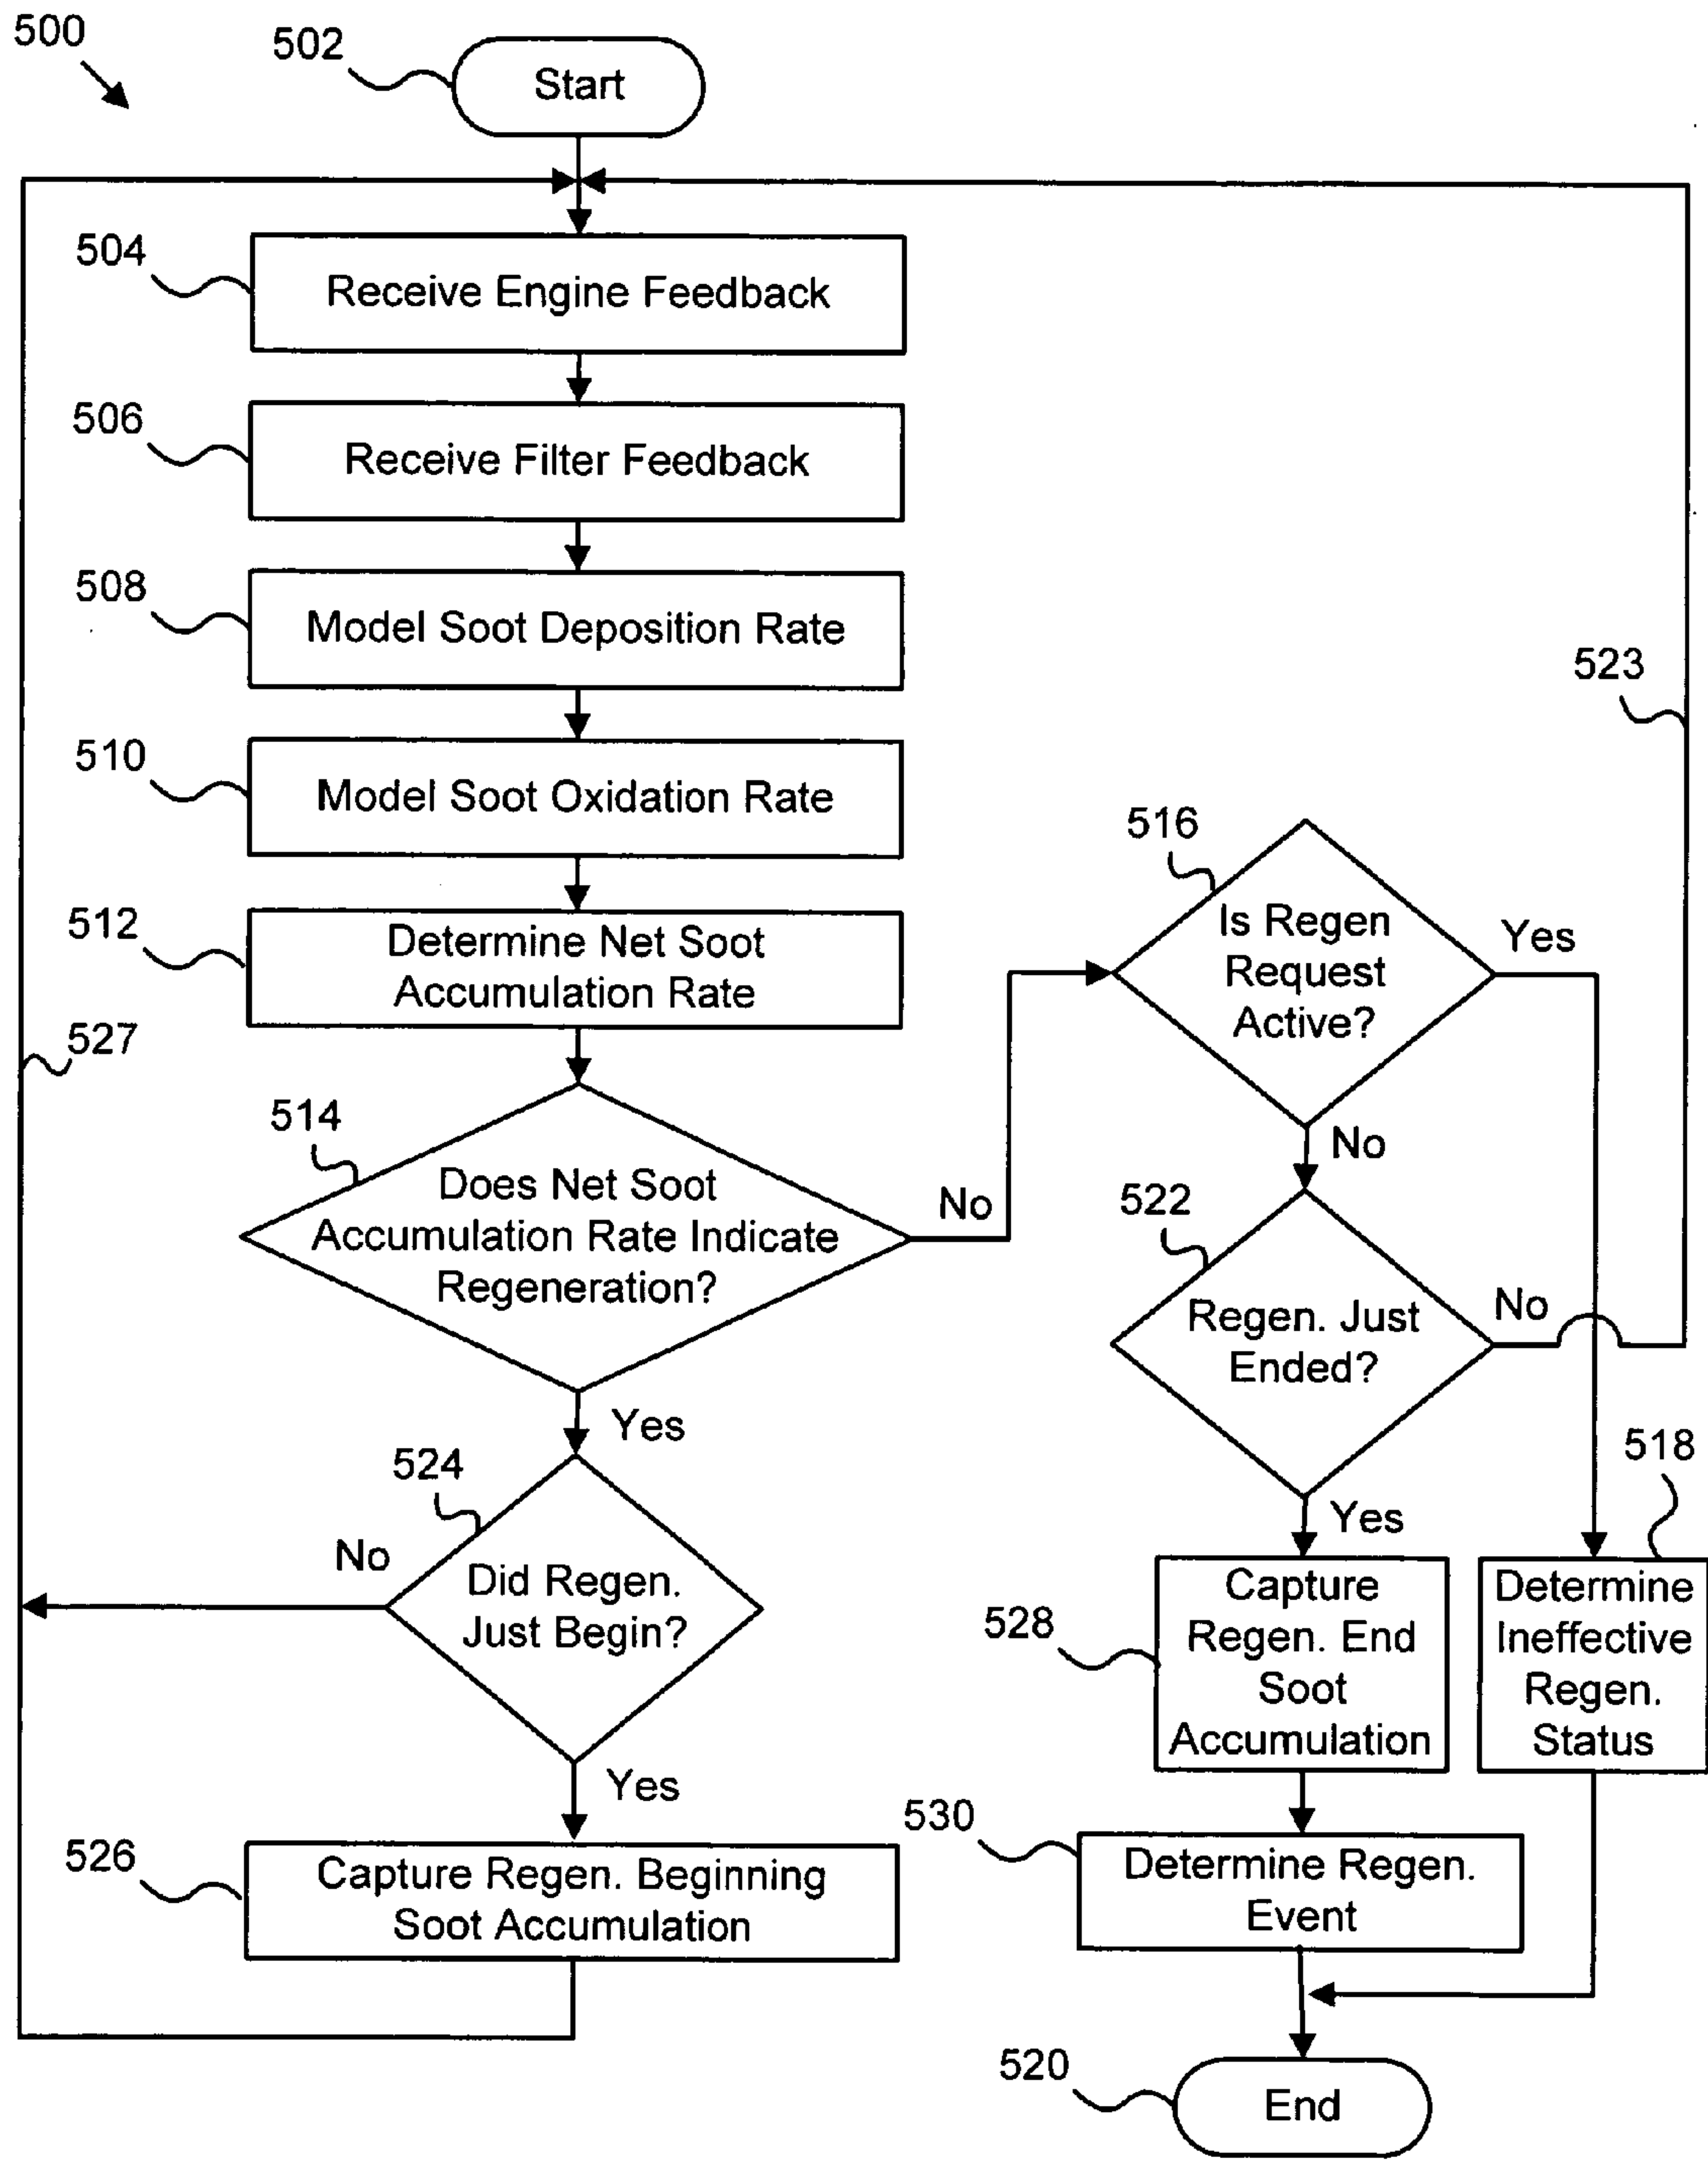 500
502
Start
504
Receive Engine Feedback
506
Receive Filter Feedback
508
Model Soot Deposition Rate
523
510
Model Soot Oxidation Rate
516
Is Regen
Request
Active?
Yes
No
512
Determine Net Soot
Accumulation Rate
527
514
Does Net Soot
Accumulation Rate Indicate
Regeneration?
No
Yes
522
Regen. Just
Ended?
No
Yes
518
Determine
Ineffective
Regen.
Status
524
Did Regen.
Just Begin?
No
Yes
528
Capture
Regen. End
Soot
Accumulation
526
Capture Regen. Beginning
Soot Accumulation
530
Determine Regen.
Event
520
End